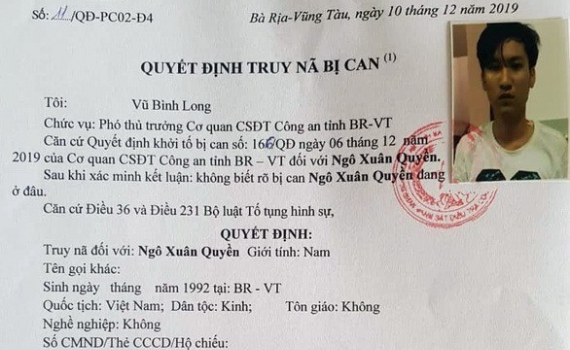 Số: 11/QĐ-PC02-Đ4
Bà Rịa-Vũng Tàu, ngày 10 tháng 12 năm 2019
QUYẾT ĐỊNH TRUY NÃ BỊ CAN (1)
Tôi: Vũ Bình Long
Chức vụ: Phó thủ trưởng Cơ quan CSĐT Công an tỉnh BR-VT
Căn cứ Quyết định khởi tố bị can số: 166/QĐ ngày 06 tháng 12 năm
2019 của Cơ quan CSĐT Công an tỉnh BR – VT đối với Ngô Xuân Quyền.
Sau khi xác minh kết luận: không biết rõ bị can Ngô Xuân Quyền đang
ở đâu.
Căn cứ Điều 36 và Điều 231 Bộ luật Tố tụng hình sự,
QUYẾT ĐỊNH:
Truy nã đối với: Ngô Xuân Quyền Giới tính: Nam
Tên gọi khác:
Sinh ngày tháng năm 1992 tại: BR - VT
Quốc tịch: Việt Nam; Dân tộc: Kinh; Tôn giáo: Không
Nghề nghiệp: Không
Số CMND/Thẻ CCCD/Hộ chiếu: